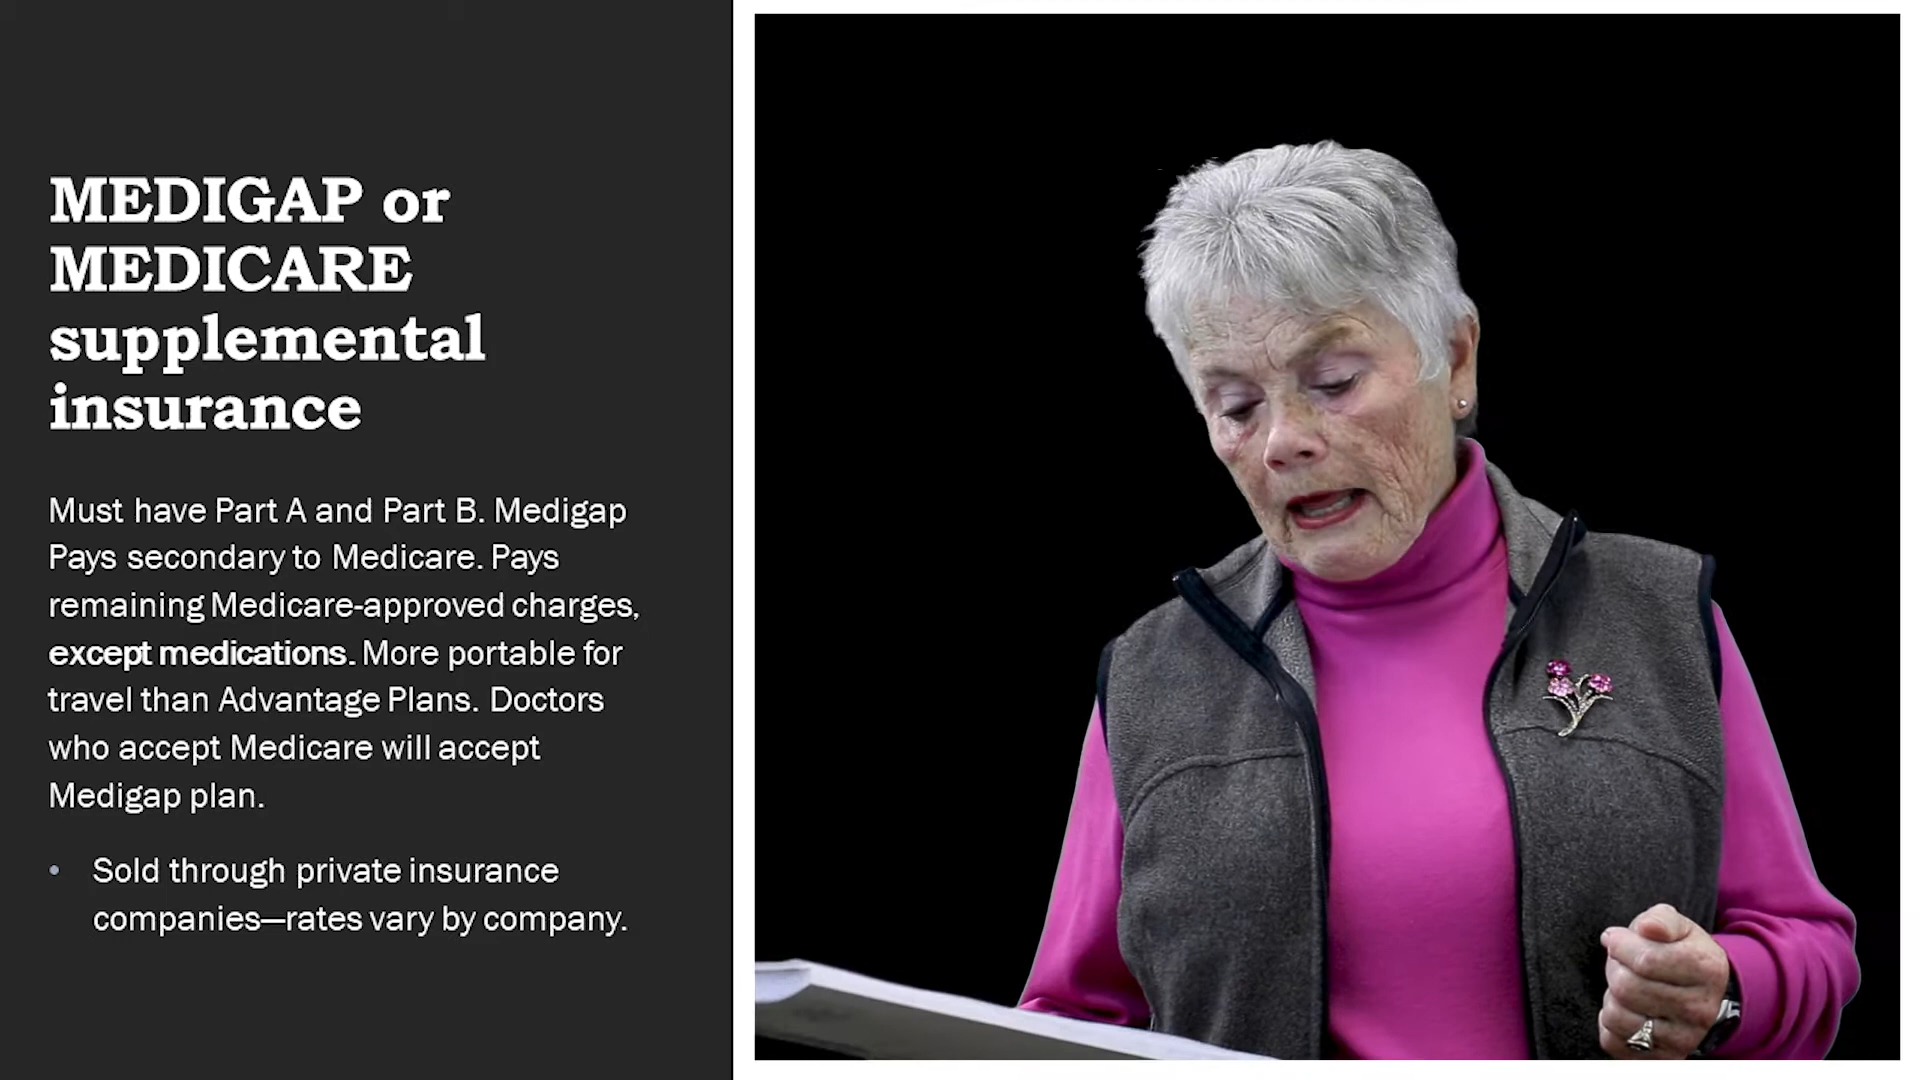 MEDIGAP or
MEDICARE
supplemental
insurance
Must have Part A and Part B. Medigap
Pays secondary to Medicare. Pays
remaining Medicare-approved charges,
except medications. More portable for
travel than Advantage Plans. Doctors
who accept Medicare will accept
Medigap plan.
• Sold through private insurance
companies—rates vary by company.